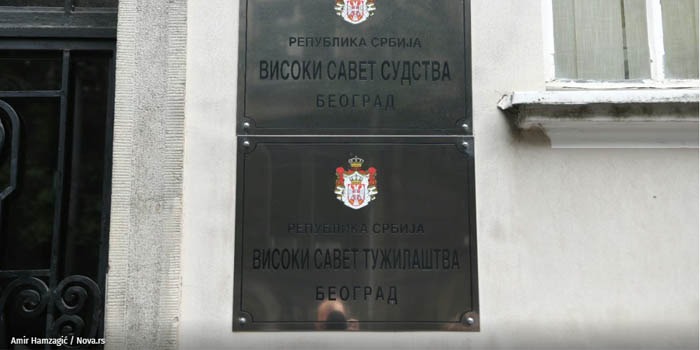 РЕПУБЛИКА СРБИЈА
ВИСОКИ САВЕТ СУДСТВА
БЕОГРАД
РЕПУБЛИКА СРБИЈА
ВИСОКИ САВЕТ ТУЖИЛАШТВА
БЕОГРАД
Amir Hamzagić / Nova.rs